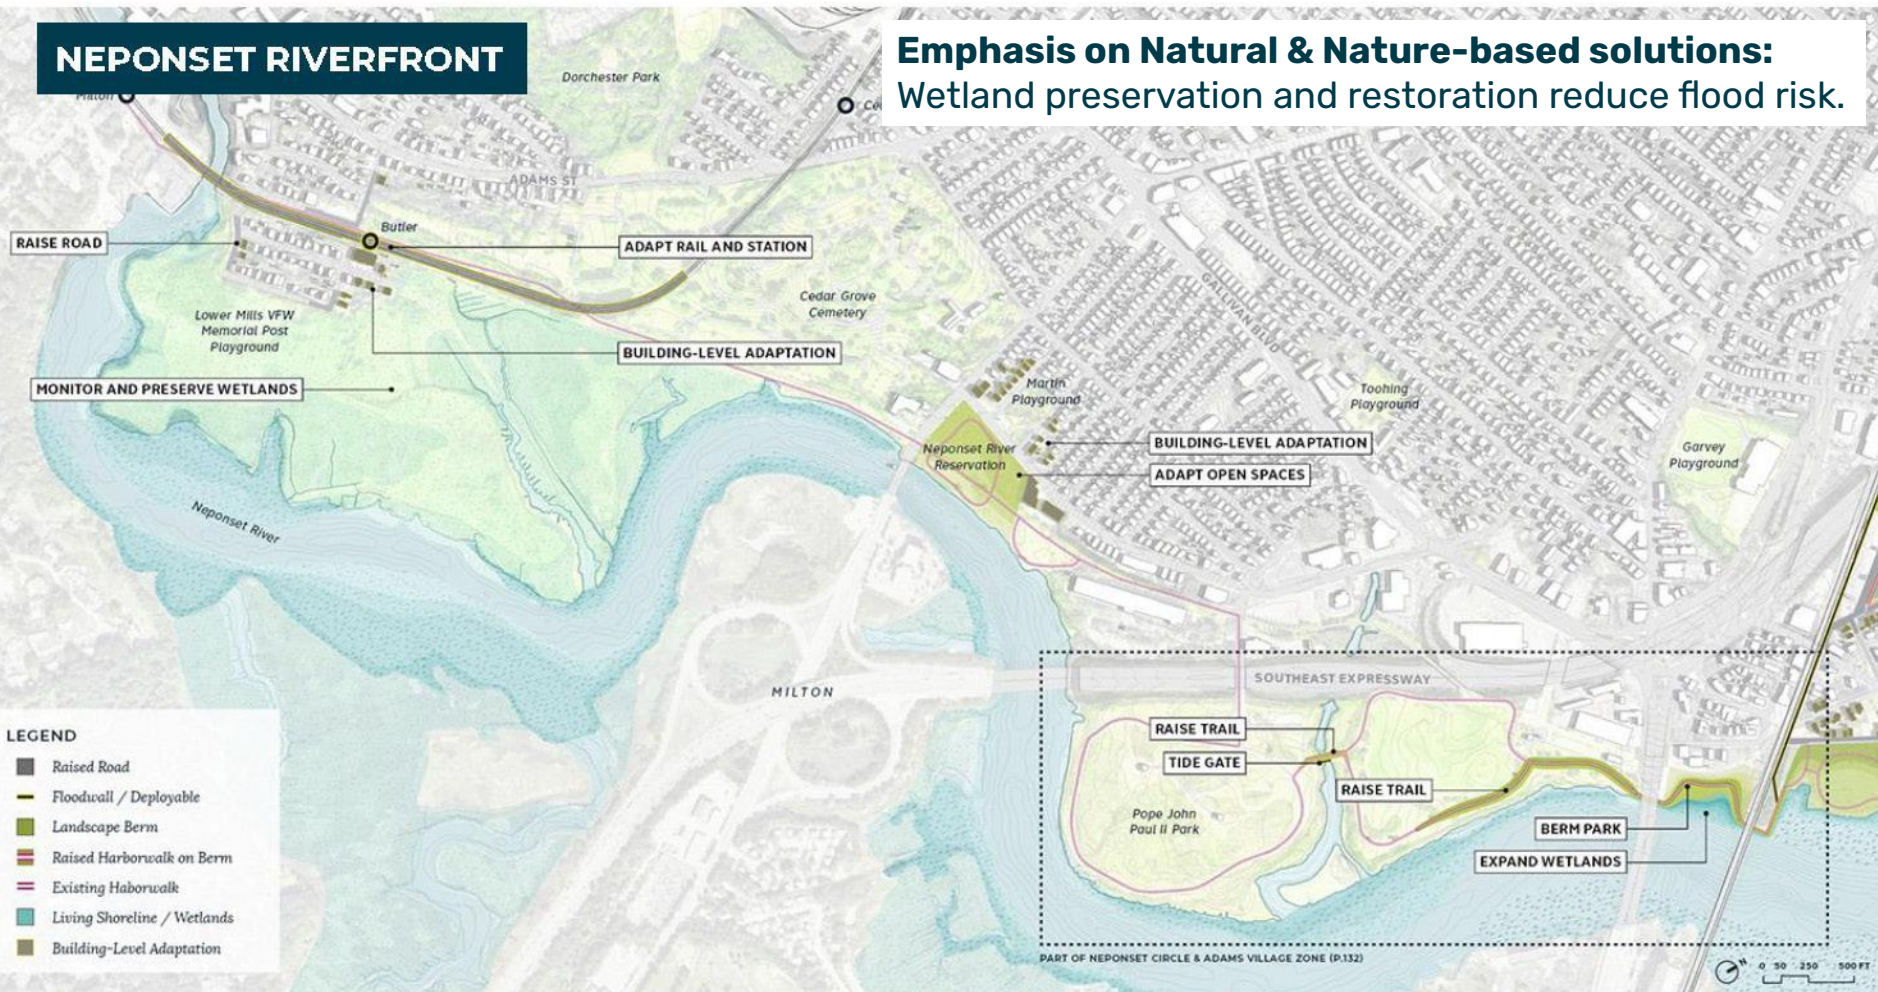 NEPONSET RIVERFRONT
Emphasis on Natural & Nature-based solutions:
Wetland preservation and restoration reduce flood risk.
Dorchester Park
Milton
ADAMS ST
Butler
RAISE ROAD
ADAPT RAIL AND STATION
Cedar Grove
Cemetery
GALLIVAN BLVD
Lower Mills VFW
Memorial Post
Playground
BUILDING-LEVEL ADAPTATION
MONITOR AND PRESERVE WETLANDS
Martin
Playground
Toohing
Playground
Neponset River
Reservation
BUILDING-LEVEL ADAPTATION
ADAPT OPEN SPACES
Garvey
Playground
Neponset River
MILTON
SOUTHEAST EXPRESSWAY
RAISE TRAIL
TIDE GATE
RAISE TRAIL
Pope John
Paul II Park
BERM PARK
EXPAND WETLANDS
LEGEND
Raised Road
Floodwall / Deployable
Landscape Berm
Raised Harborwalk on Berm
Existing Haborwalk
Living Shoreline / Wetlands
Building-Level Adaptation
PART OF NEPONSET CIRCLE & ADAMS VILLAGE ZONE (P.132)
N
0 50 250 500 FT